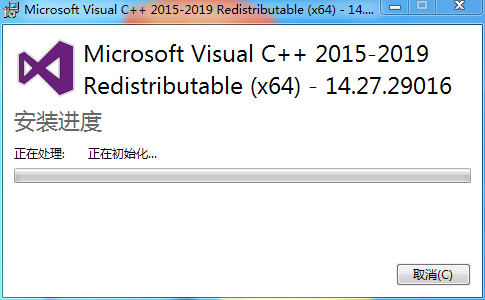 Microsoft Visual C++ 2015-2019 Redistributable (x64) - 14....
Microsoft Visual C++ 2015-2019
Redistributable (x64) - 14.27.29016
安装进度
正在处理: 正在初始化...
取消(C)